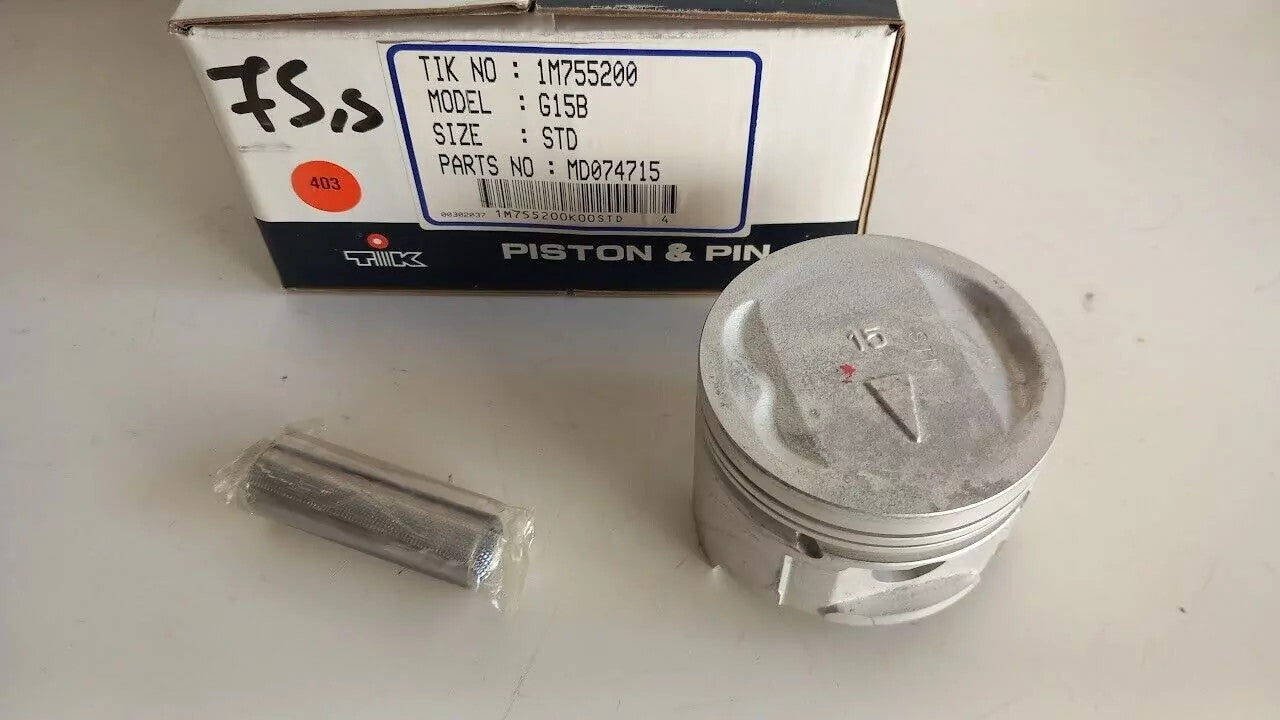 75,5
TIK NO : 1M755200
MODEL : G15B
SIZE : STD
PARTS NO : MD074715
00302037 1M755200K00STD 4
403
TIK PISTON & PIN
15